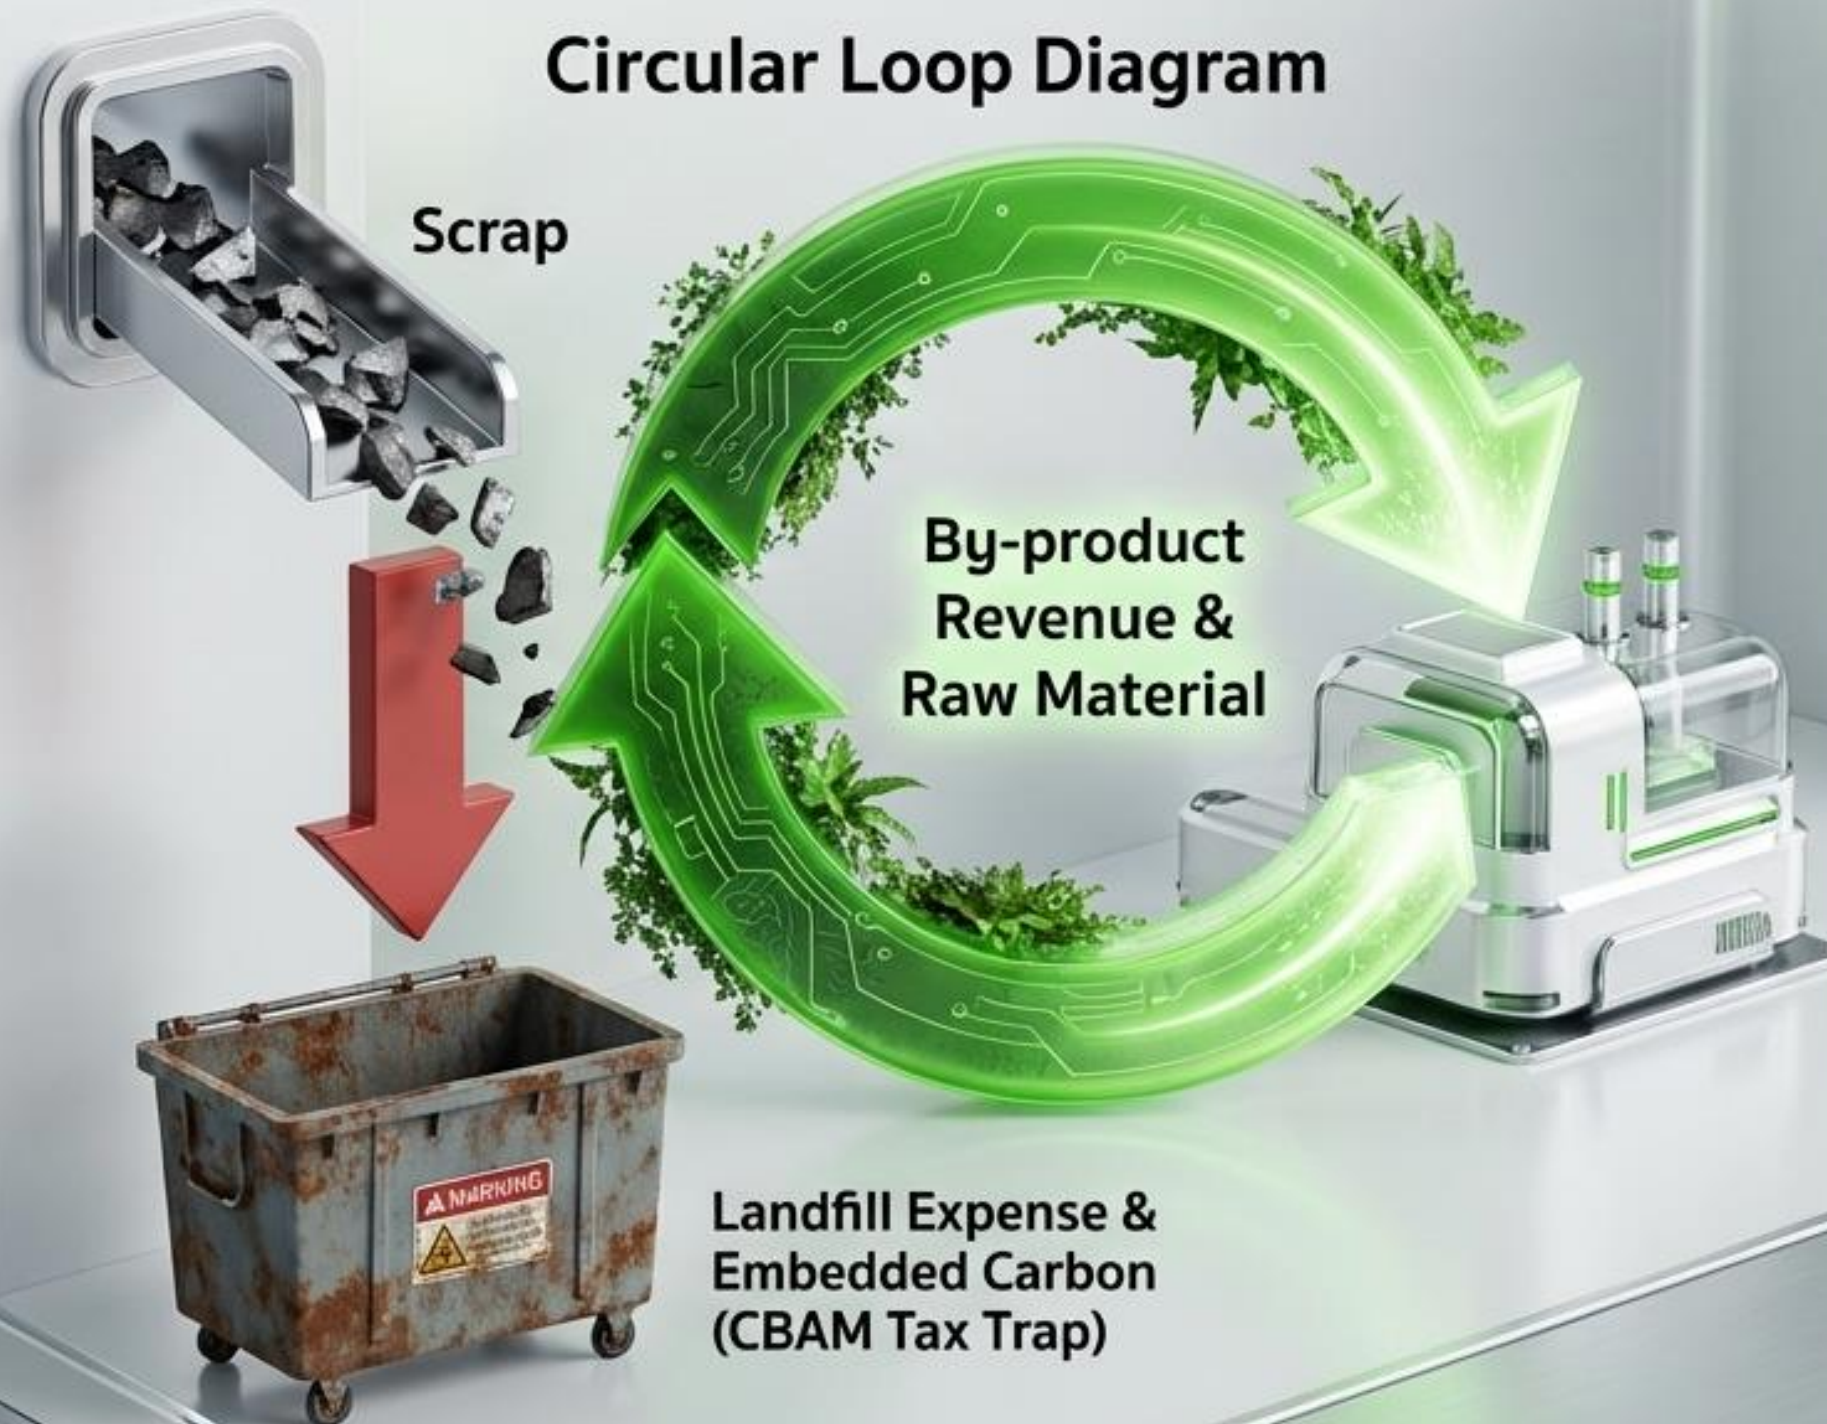 Circular Loop Diagram
Scrap
By-product
Revenue &
Raw Material
Landfill Expense &
Embedded Carbon
(CBAM Tax Trap)